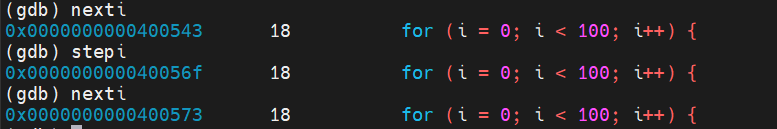 (gdb) nexti
0x0000000000400543 18 for (i = 0; i < 100; i++) {
(gdb) stepi
0x000000000040056f 18 for (i = 0; i < 100; i++) {
(gdb) nexti
0x0000000000400573 18 for (i = 0; i < 100; i++) {